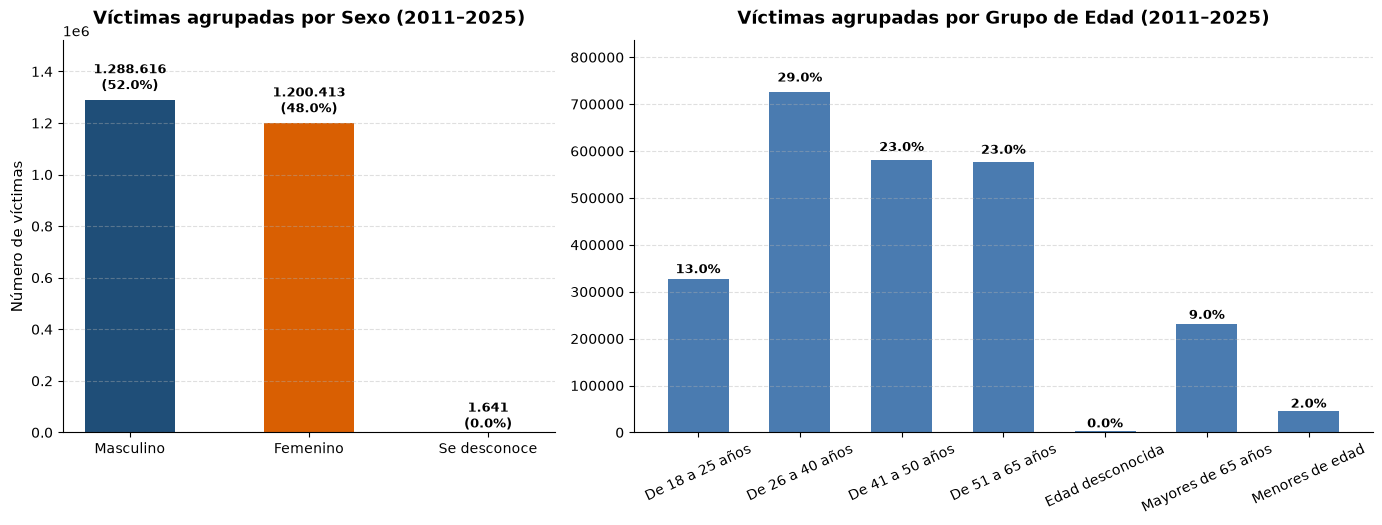 Víctimas agrupadas por Sexo (2011–2025)
1e6
Número de víctimas
1.4
1.2
1.0
0.8
0.6
0.4
0.2
0.0
1.288.616
(52.0%)
1.200.413
(48.0%)
1.641
(0.0%)
Masculino
Femenino
Se desconoce
Víctimas agrupadas por Grupo de Edad (2011–2025)
800000
700000
600000
500000
400000
300000
200000
100000
0
13.0%
29.0%
23.0%
23.0%
0.0%
9.0%
2.0%
De 18 a 25 años
De 26 a 40 años
De 41 a 50 años
De 51 a 65 años
Edad desconocida
Mayores de 65 años
Menores de edad